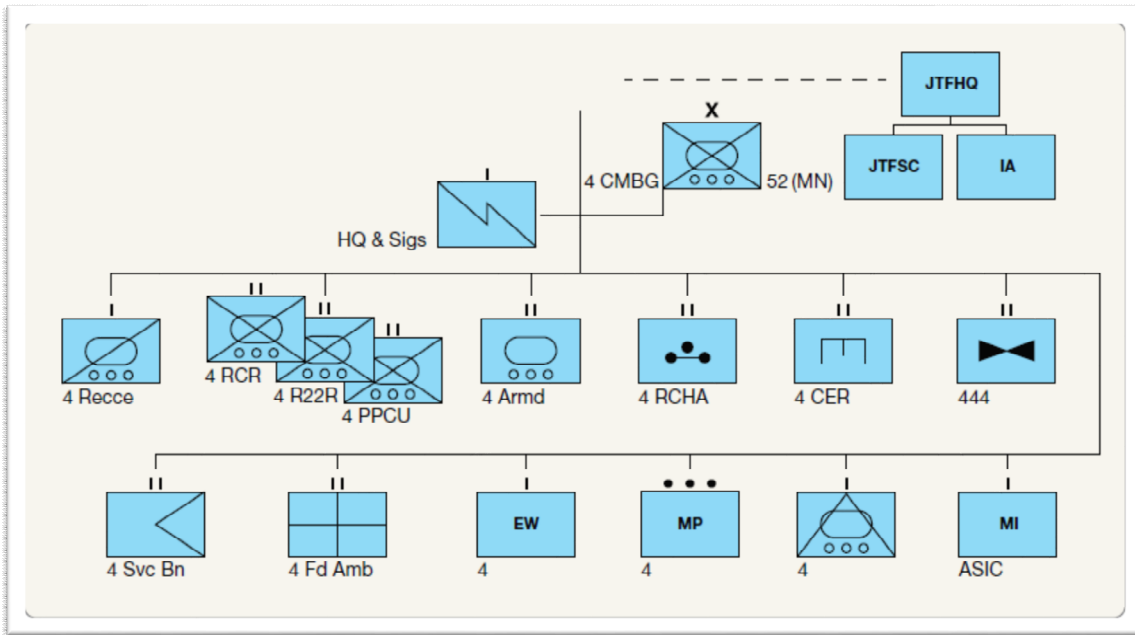 JTFHQ
X
4 CMBG
52 (MN)
JTFSC
IA
I
HQ & Sigs
I
II
II
II
II
II
II
II
4 Recce
4 RCR
4 R22R
4 PPCU
4 Armd
4 RCHA
4 CER
444
II
II
I
I
I
EW
MP
MI
4 Svc Bn
4 Fd Amb
4
4
4
ASIC